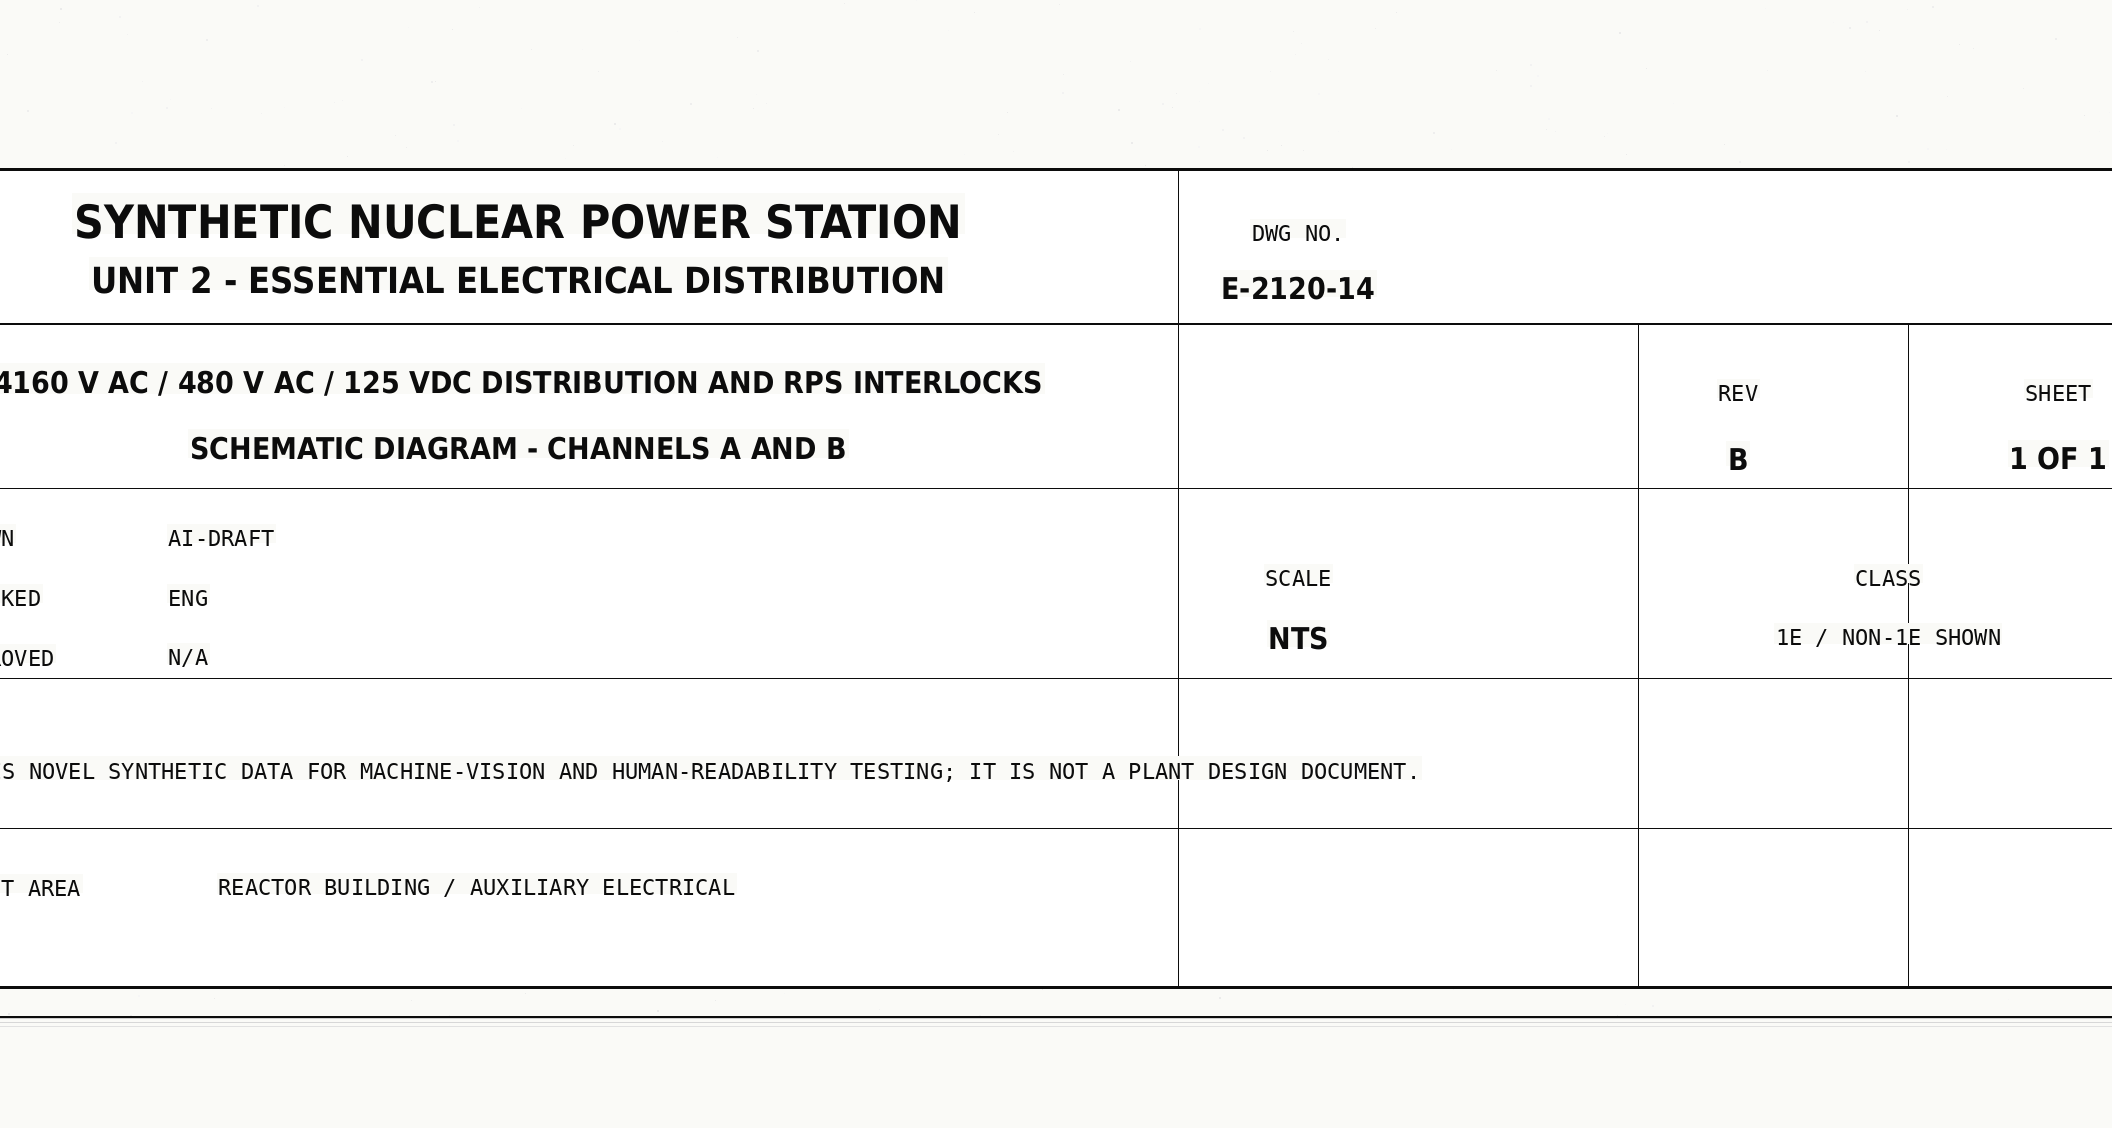 SYNTHETIC NUCLEAR POWER STATION
UNIT 2 - ESSENTIAL ELECTRICAL DISTRIBUTION
DWG NO.
E-2120-14
4160 V AC / 480 V AC / 125 VDC DISTRIBUTION AND RPS INTERLOCKS
SCHEMATIC DIAGRAM - CHANNELS A AND B
REV
B
SHEET
1 OF 1
AI-DRAFT
KED ENG
OVED N/A
SCALE
NTS
CLASS
1E / NON-1E SHOWN
S NOVEL SYNTHETIC DATA FOR MACHINE-VISION AND HUMAN-READABILITY TESTING; IT IS NOT A PLANT DESIGN DOCUMENT.
T AREA REACTOR BUILDING / AUXILIARY ELECTRICAL